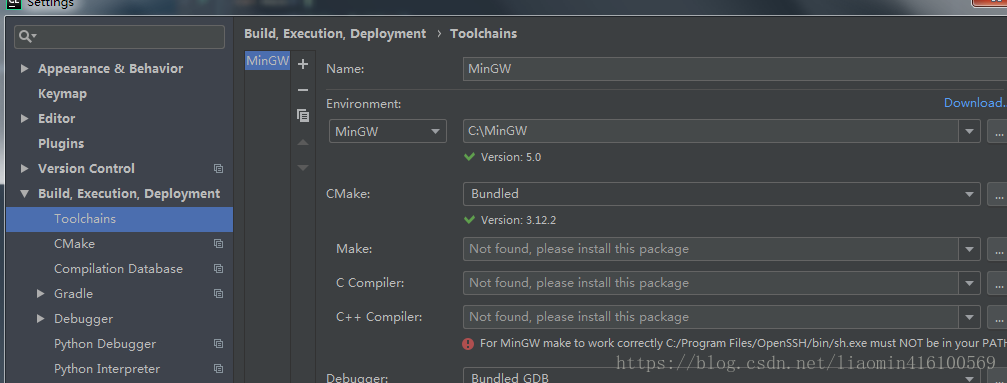 Settings
Build, Execution, Deployment › Toolchains
Appearance & Behavior
Keymap
Editor
Plugins
Version Control
Build, Execution, Deployment
Toolchains
CMake
Compilation Database
Gradle
Debugger
Python Debugger
Python Interpreter
MinGW
Name: MinGW
Environment: Download...
MinGW C:\MinGW ...
Version: 5.0
CMake: Bundled ...
Version: 3.12.2
Make: Not found, please install this package ...
C Compiler: Not found, please install this package ...
C++ Compiler: Not found, please install this package ...
For MinGW make to work correctly C:/Program Files/OpenSSH/bin/sh.exe must NOT be in your PATH
Debugger: Bundled GDB
https://blog.csdn.net/liaomin416100569